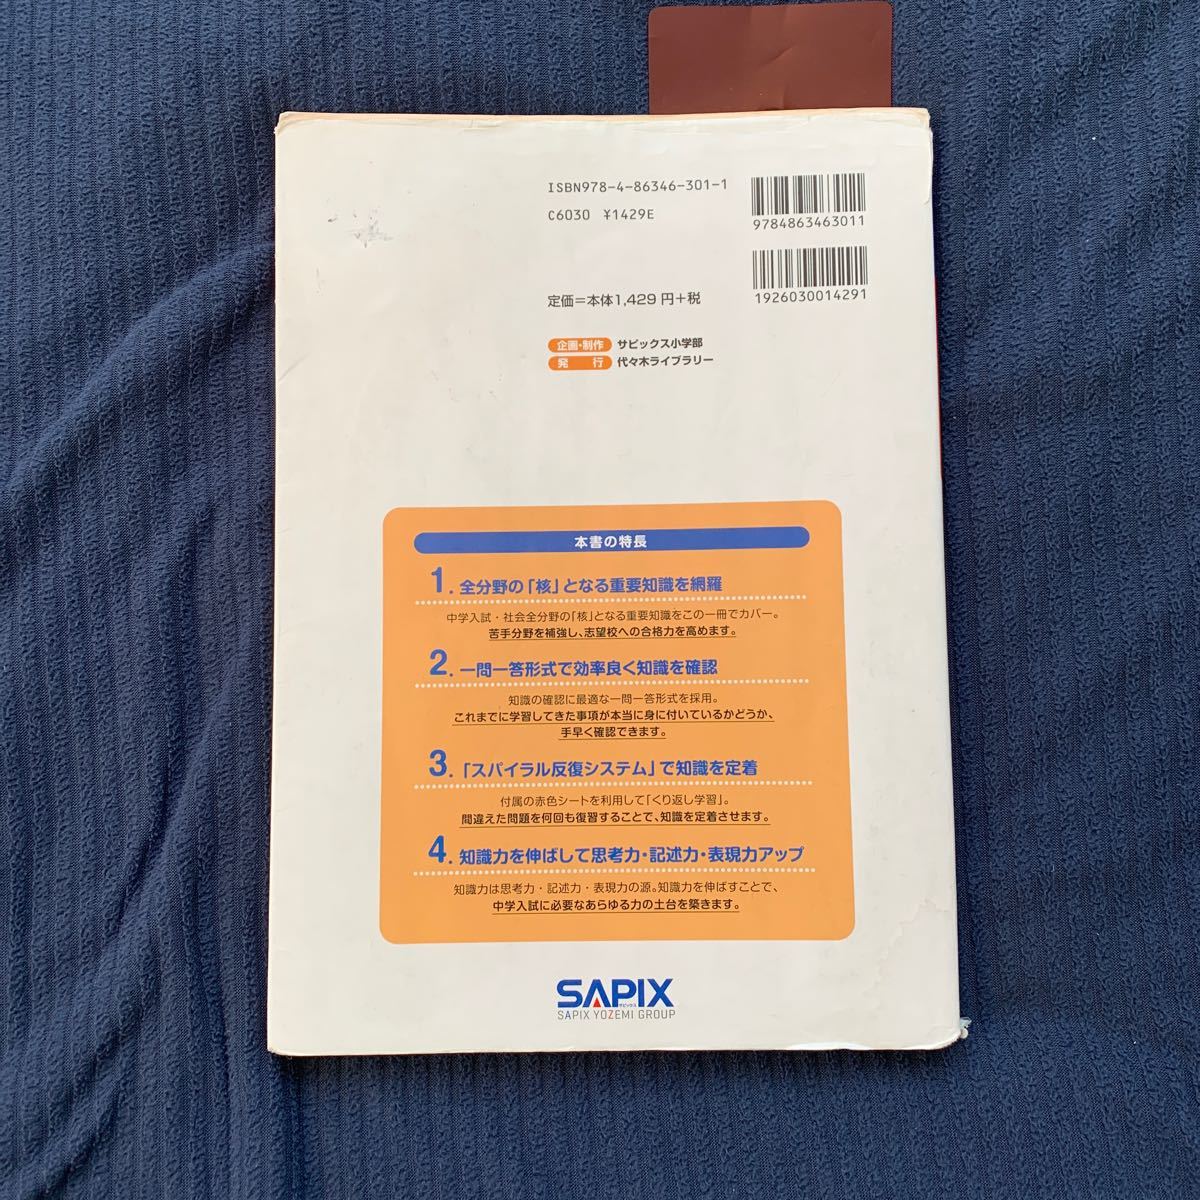 ISBN978-4-86346-301-1
C6030 ¥1429E
9784863463011
1926030014291
定価=本体1,429円+税
企画・制作 サピックス小学部
発行 代々木ライブラリー
本書の特長
1. 全分野の「核」となる重要知識を網羅
中学入試・社会全分野の「核」となる重要知識をこの一冊でカバー。
苦手分野を補強し、志望校への合格力を高めます。
2. 一問一答形式で効率良く知識を確認
知識の確認に最適な一問一答形式を採用。
これまでに学習してきた事項が本当に身に付いているかどうか、
手早く確認できます。
3. 「スパイラル反復システム」で知識を定着
付属の赤色シートを利用して「くり返し学習」。
間違えた問題を何回も復習することで、知識を定着させます。
4. 知識力を伸ばして思考力・記述力・表現力アップ
知識力は思考力・記述力・表現力の源。知識力を伸ばすことで、
中学入試に必要なあらゆる力の土台を築きます。
SAPIX
サピックス
SAPIX YOZEMI GROUP